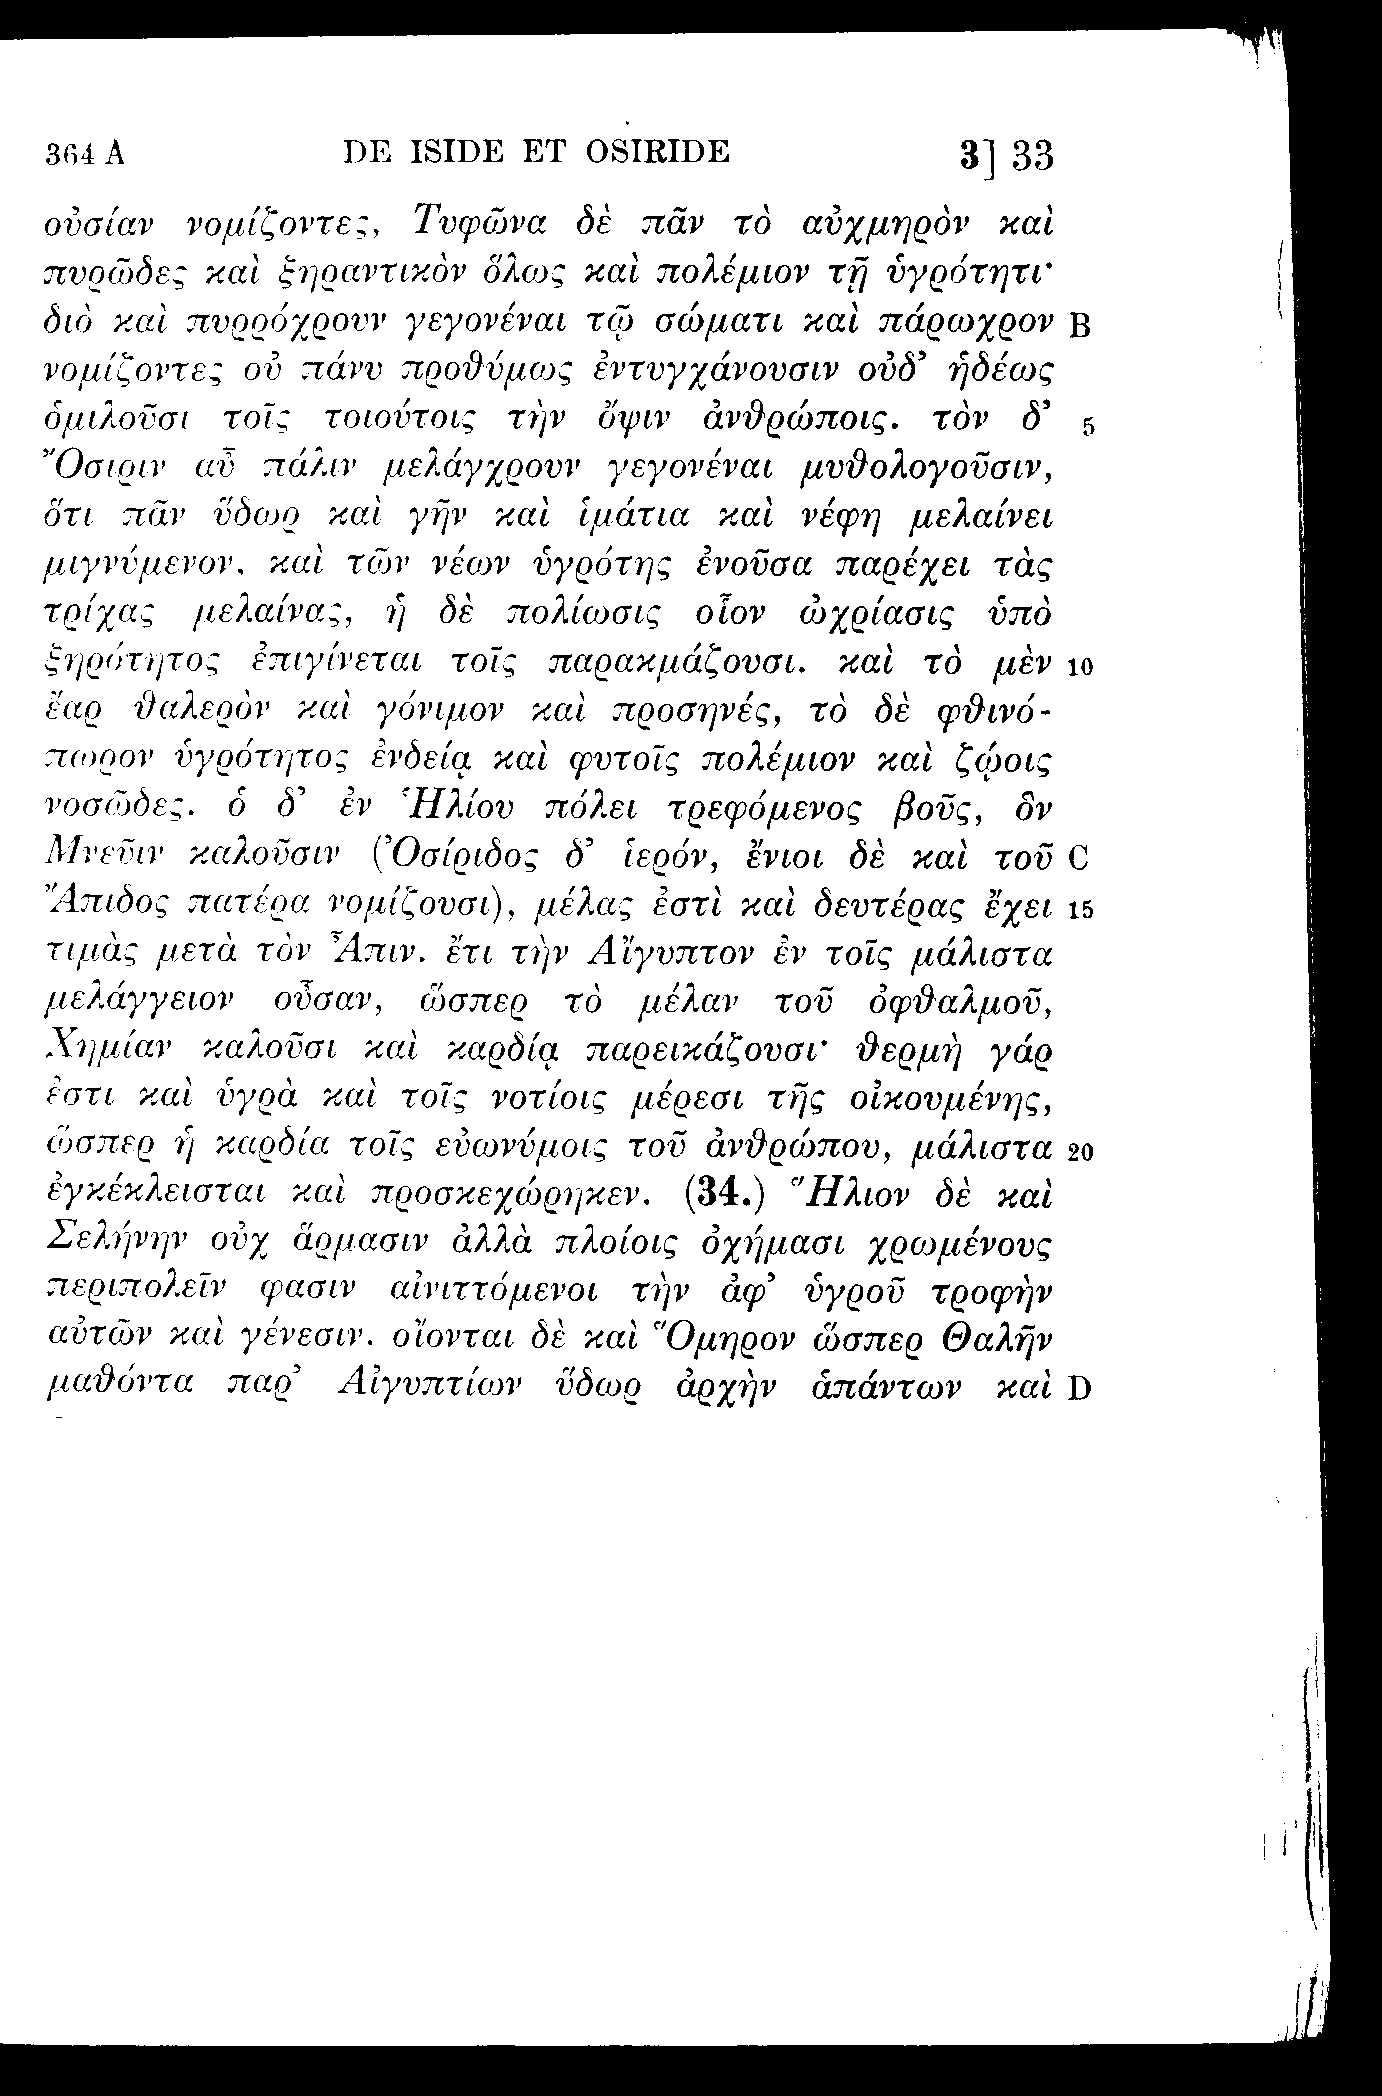 364 A DE ISIDE ET OSIRIDE 3] 33
οὐσίαν νομίζοντες, Τυφῶνα δὲ πᾶν τὸ αὐχμηρὸν καὶ
πυρῶδες καὶ ξηραντικὸν ὅλως καὶ πολέμιον τῇ ὑγρότητι·
διὸ καὶ πυρρόχρουν γεγονέναι τῷ σώματι καὶ πάρωχρον B
νομίζοντες οὐ πάνυ προθύμως ἐντυγχάνουσιν οὐδ’ ἡδέως
ὁμιλοῦσι τοῖς τοιούτοις τὴν ὄψιν ἀνθρώποις. τὸν δ’ 5
Ὄσιριν αὖ πάλιν μελάγχρουν γεγονέναι μυθολογοῦσιν,
ὅτι πᾶν ὕδωρ καὶ γῆν καὶ ἱμάτια καὶ νέφη μελαίνει
μιγνύμενον, καὶ τῶν νέων ὑγρότης ἐνοῦσα παρέχει τὰς
τρίχας μελαίνας, ἡ δὲ πολίωσις οἷον ὠχρίασις ὑπὸ
ξηρότητος ἐπιγίνεται τοῖς παρακμάζουσι. καὶ τὸ μὲν 10
ἔαρ θαλερὸν καὶ γόνιμον καὶ προσηνές, τὸ δὲ φθινό-
πωρον ὑγρότητος ἐνδείᾳ καὶ φυτοῖς πολέμιον καὶ ζῴοις
νοσῶδες. ὁ δ’ ἐν Ἡλίου πόλει τρεφόμενος βοῦς, ὃν
Μνεῦιν καλοῦσιν (Ὀσίριδος δ’ ἱερόν, ἔνιοι δὲ καὶ τοῦ C
Ἄπιδος πατέρα νομίζουσι), μέλας ἐστὶ καὶ δευτέρας ἔχει 15
τιμὰς μετὰ τὸν Ἆπιν. ἔτι τὴν Αἴγυπτον ἐν τοῖς μάλιστα
μελάγγειον οὖσαν, ὥσπερ τὸ μέλαν τοῦ ὀφθαλμοῦ,
Χημίαν καλοῦσι καὶ καρδίᾳ παρεικάζουσι· θερμὴ γάρ
ἐστι καὶ ὑγρὰ καὶ τοῖς νοτίοις μέρεσι τῆς οἰκουμένης,
ὥσπερ ἡ καρδία τοῖς εὐωνύμοις τοῦ ἀνθρώπου, μάλιστα 20
ἐγκέκλεισται καὶ προσκεχώρηκεν. (34.) Ἥλιον δὲ καὶ
Σελήνην οὐχ ἅρμασιν ἀλλὰ πλοίοις ὀχήμασι χρωμένους
περιπολεῖν φασιν αἰνιττόμενοι τὴν ἀφ’ ὑγροῦ τροφὴν
αὐτῶν καὶ γένεσιν. οἴονται δὲ καὶ Ὅμηρον ὥσπερ Θαλῆν
μαθόντα παρ’ Αἰγυπτίων ὕδωρ ἀρχὴν ἁπάντων καὶ D